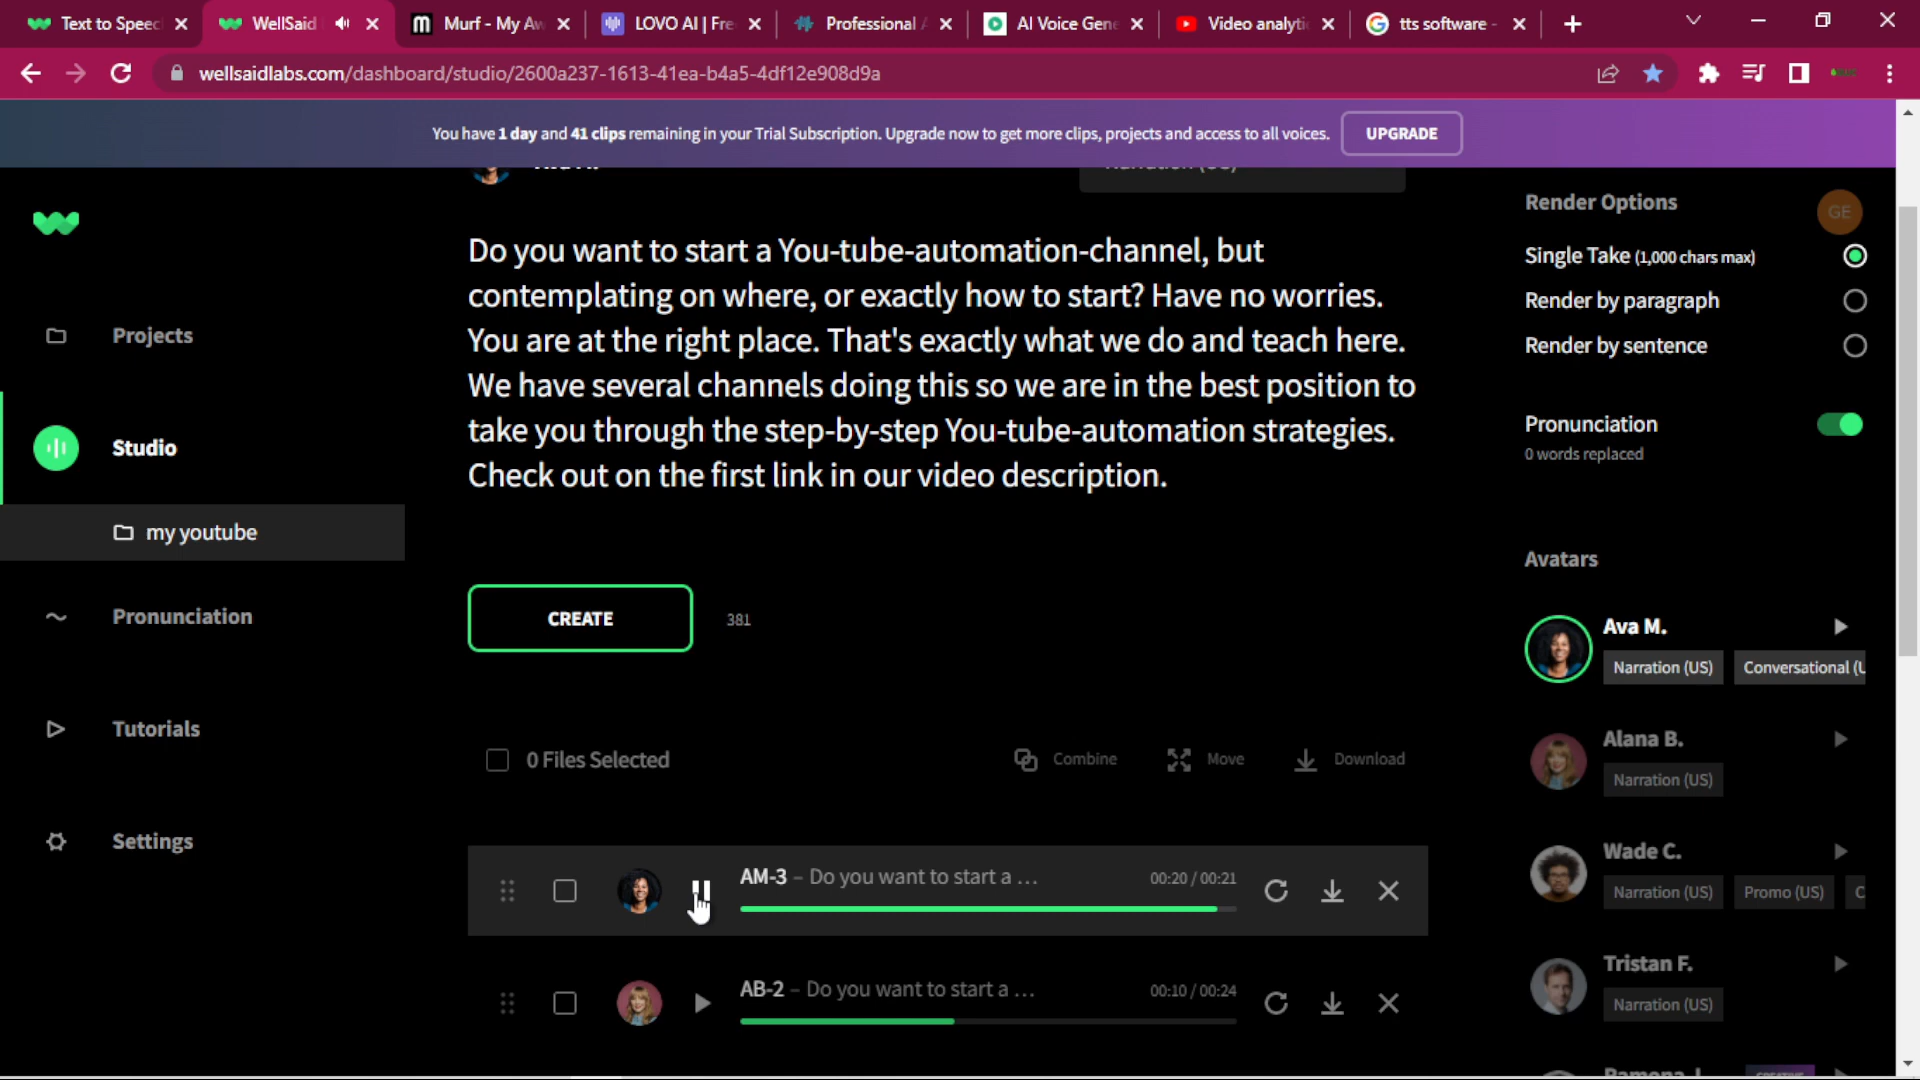 Text to Speec
WellSaid
Murf - My Aw
LOVO AI | Fre
Professional A
AI Voice Gene
Video analytic
tts software -
wellsaidlabs.com/dashboard/studio/2600a237-1613-41ea-b4a5-4df12e908d9a
You have 1 day and 41 clips remaining in your Trial Subscription. Upgrade now to get more clips, projects and access to all voices.
UPGRADE
Projects
Studio
my youtube
Pronunciation
Tutorials
Settings
Do you want to start a You-tube-automation-channel, but
contemplating on where, or exactly how to start? Have no worries.
You are at the right place. That's exactly what we do and teach here.
We have several channels doing this so we are in the best position to
take you through the step-by-step You-tube-automation strategies.
Check out on the first link in our video description.
CREATE
381
0 Files Selected
Combine
Move
Download
AM-3 – Do you want to start a ...
00:20 / 00:21
AB-2 – Do you want to start a ...
00:10 / 00:24
Render Options
GE
Single Take (1,000 chars max)
Render by paragraph
Render by sentence
Pronunciation
0 words replaced
Avatars
Ava M.
Narration (US)
Conversational (U
Alana B.
Narration (US)
Wade C.
Narration (US)
Promo (US)
C
Tristan F.
Narration (US)